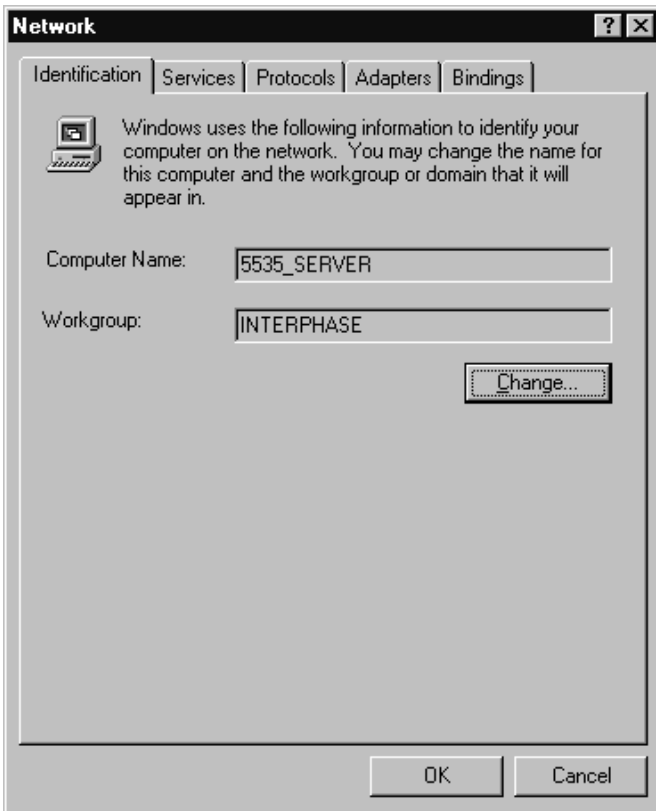 Network
Identification Services Protocols Adapters Bindings
Windows uses the following information to identify your
computer on the network. You may change the name for
this computer and the workgroup or domain that it will
appear in.
Computer Name: 5535_SERVER
Workgroup: INTERPHASE
Change...
OK Cancel